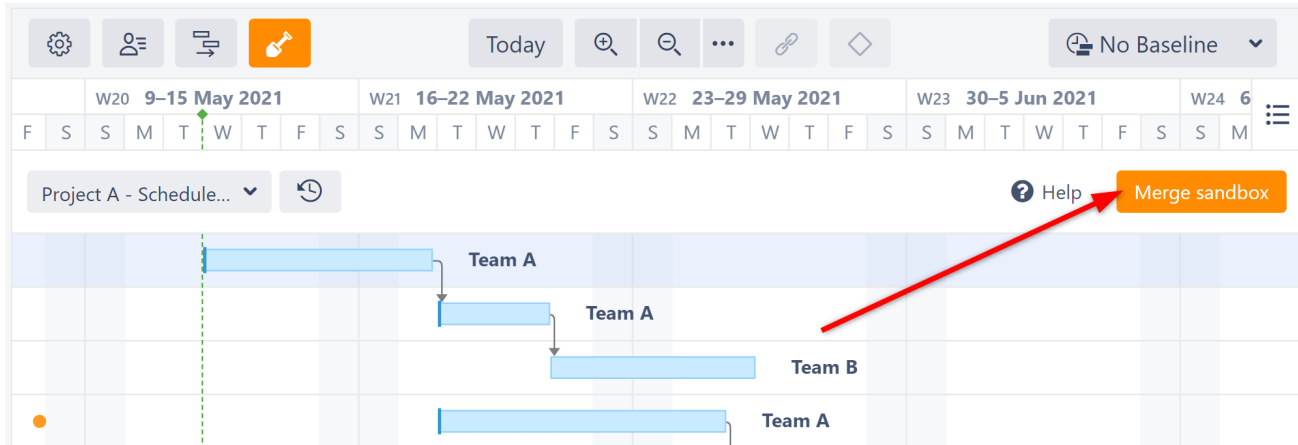 Today No Baseline
W20 9–15 May 2021 W21 16–22 May 2021 W22 23–29 May 2021 W23 30–5 Jun 2021 W24 6
F S S M T W T F S S M T W T F S S M T W T F S S M T W T F S S M
Project A - Schedule... Help Merge sandbox
Team A
Team A
Team B
Team A